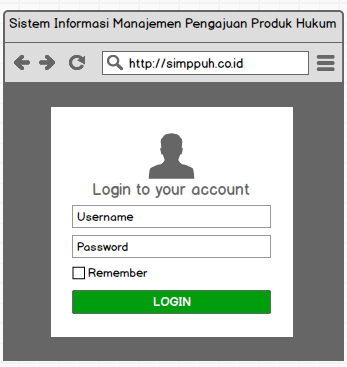 Sistem Informasi Manajemen Pengajuan Produk Hukum
http://simppuh.co.id
Login to your account
Username
Password
Remember
LOGIN